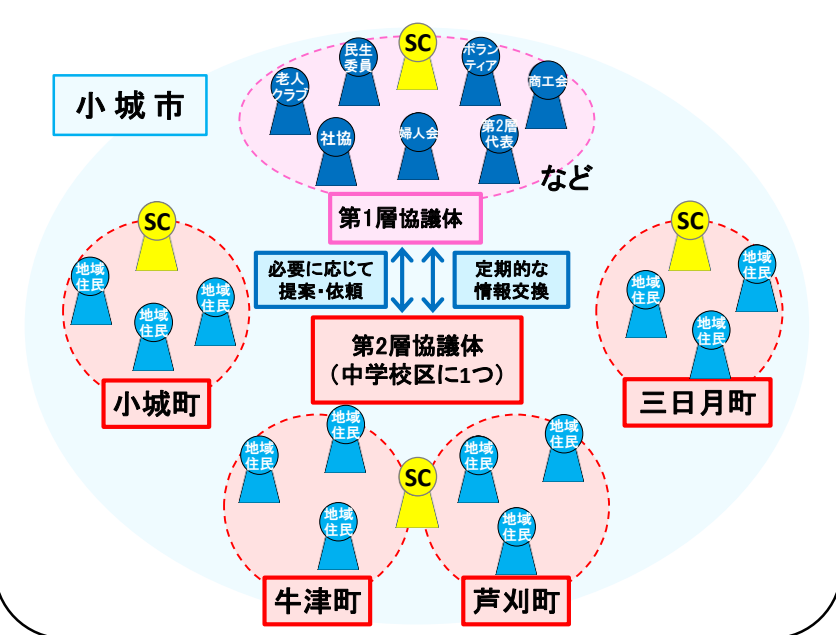 小城市
SC
民生
委員
ボラン
ティア
老人
クラブ
商工会
社協
婦人会
第2層
代表
など
第1層協議体
必要に応じて
提案・依頼
定期的な
情報交換
第2層協議体
（中学校区に1つ）
SC
地域
住民
地域
住民
地域
住民
小城町
SC
地域
住民
地域
住民
地域
住民
三日月町
地域
住民
地域
住民
地域
住民
牛津町
SC
地域
住民
地域
住民
地域
住民
芦刈町